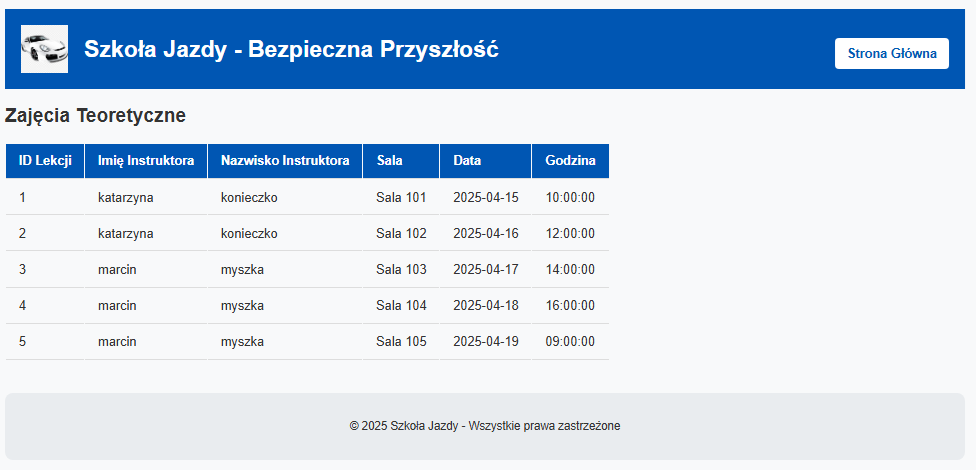 Szkoła Jazdy - Bezpieczna Przyszłość
Strona Główna
Zajęcia Teoretyczne
ID Lekcji Imię Instruktora Nazwisko Instruktora Sala Data Godzina
1 katarzyna konieczko Sala 101 2025-04-15 10:00:00
2 katarzyna konieczko Sala 102 2025-04-16 12:00:00
3 marcin myszka Sala 103 2025-04-17 14:00:00
4 marcin myszka Sala 104 2025-04-18 16:00:00
5 marcin myszka Sala 105 2025-04-19 09:00:00
© 2025 Szkoła Jazdy - Wszystkie prawa zastrzeżone